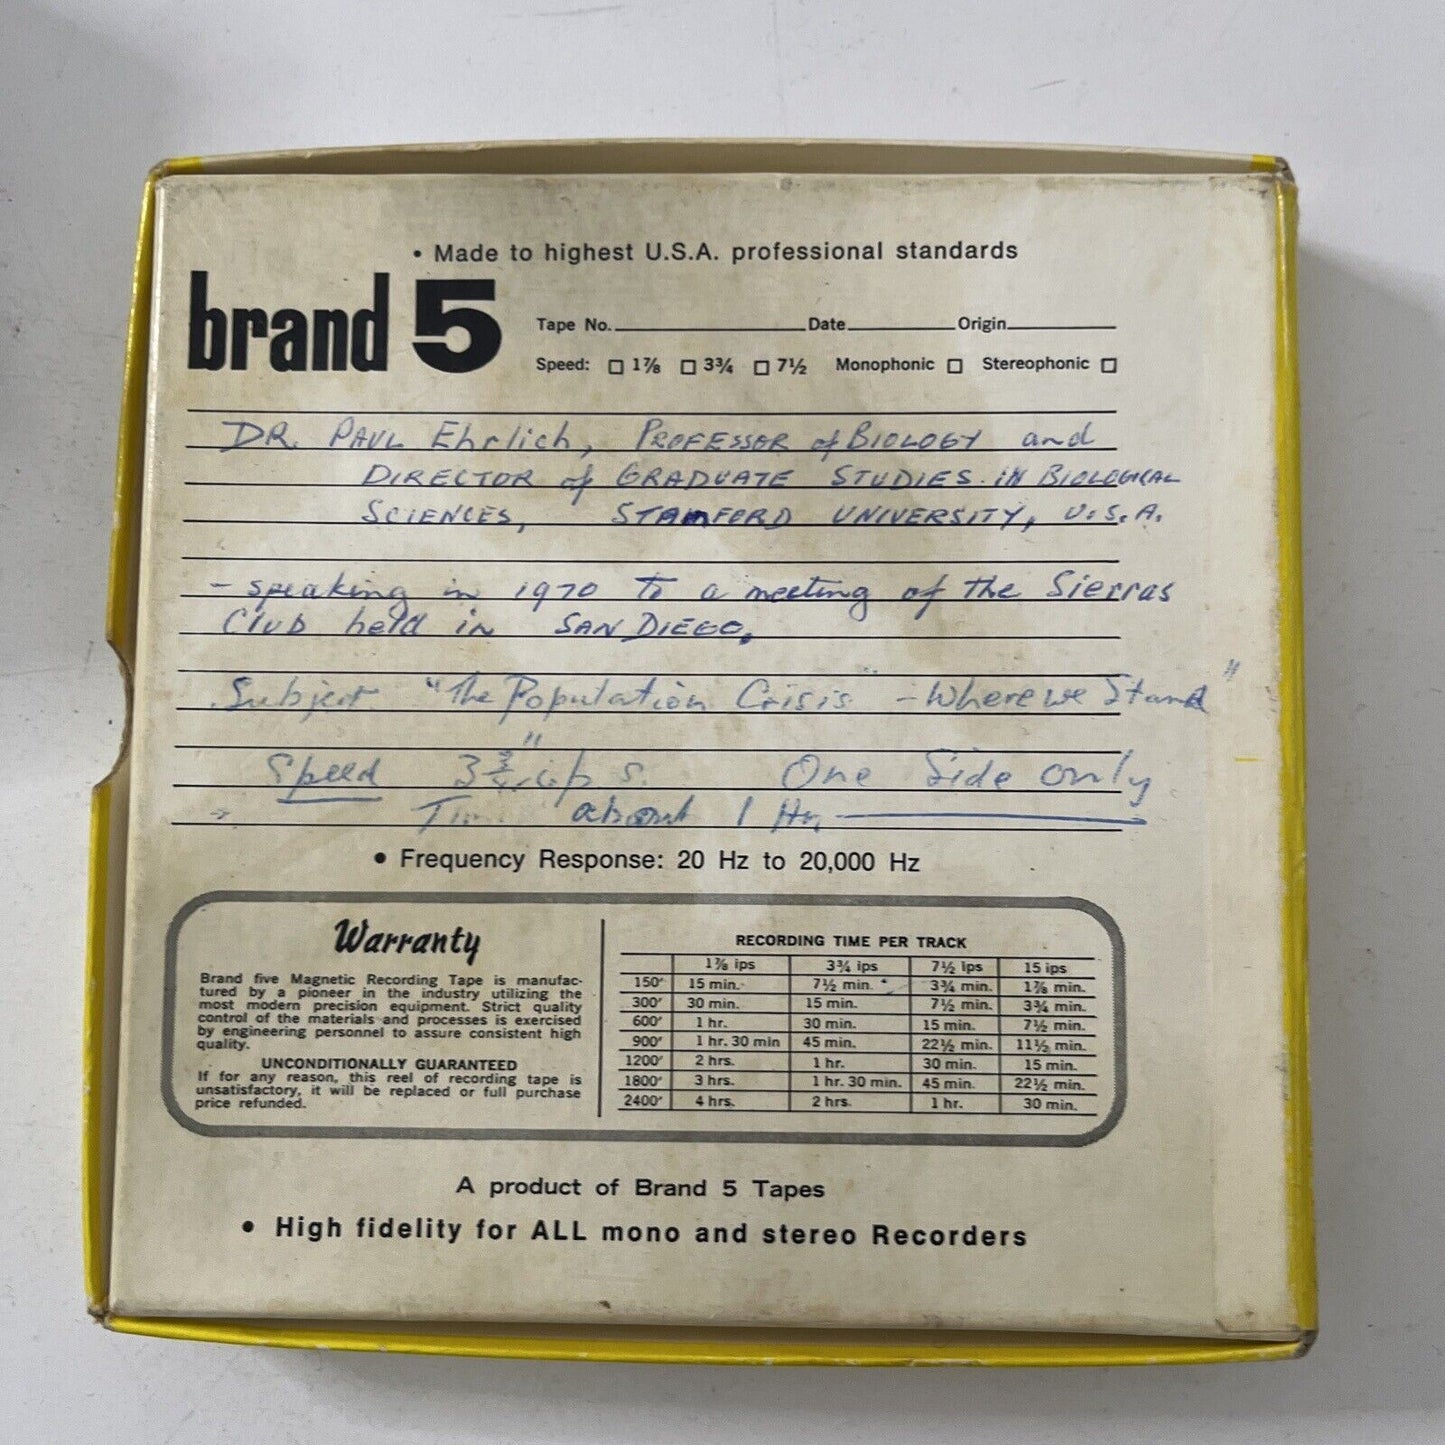 • Made to highest U.S.A. professional standards
brand 5
Tape No. Date Origin
Speed: □ 1⅞ □ 3¾ □ 7½ Monophonic □ Stereophonic □
DR. PAUL Ehrlich, PROFESSOR of BIOLOGY and
DIRECTOR of GRADUATE STUDIES. IN BIOLOGICAL
SCIENCES, STANFORD UNIVERSITY, U.S.A.
- speaking in 1970 to a meeting of the Sierras
Club held in SAN DIEGO.
Subject "The Population Crisis" - Where we Stand"
Speed 3¾" ips. One Side only
about 1 Hr.
• Frequency Response: 20 Hz to 20,000 Hz
Warranty
Brand five Magnetic Recording Tape is manufac-
tured by a pioneer in the industry utilizing the
most modern precision equipment. Strict quality
control of the materials and processes is exercised
by engineering personnel to assure consistent high
quality.
UNCONDITIONALLY GUARANTEED
If for any reason, this reel of recording tape is
unsatisfactory, it will be replaced or full purchase
price refunded.
RECORDING TIME PER TRACK
1⅞ ips 3¾ ips 7½ ips 15 ips
150' 15 min. 7½ min. 3¾ min. 1⅞ min.
300' 30 min. 15 min. 7½ min. 3¾ min.
600' 1 hr. 30 min. 15 min. 7½ min.
900' 1 hr. 30 min 45 min. 22½ min. 11½ min.
1200' 2 hrs. 1 hr. 30 min. 15 min.
1800' 3 hrs. 1 hr. 30 min. 45 min. 22½ min.
2400' 4 hrs. 2 hrs. 1 hr. 30 min.
A product of Brand 5 Tapes
• High fidelity for ALL mono and stereo Recorders